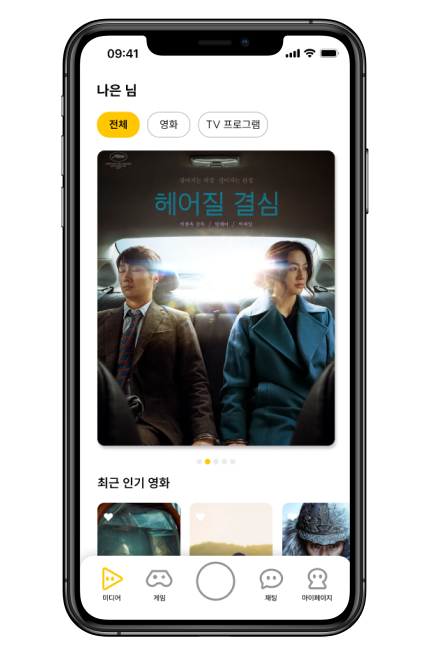 09:41
나은 님
전체
영화
TV 프로그램
헤어질 결심
최근 인기 영화
미디어
게임
채팅
마이페이지